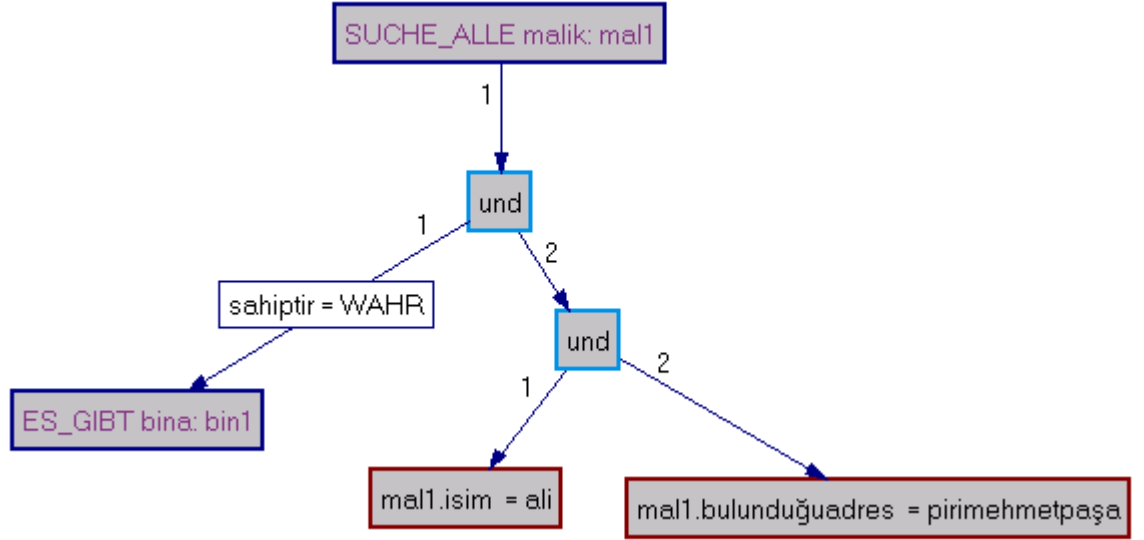 SUCHE_ALLE malik: mal1
1
und
1
2
sahiptir = WAHR
und
1
2
ES_GIBT bina: bin1
mal1.isim = ali
mal1.bulunduğuadres = pirimehmetpaşa